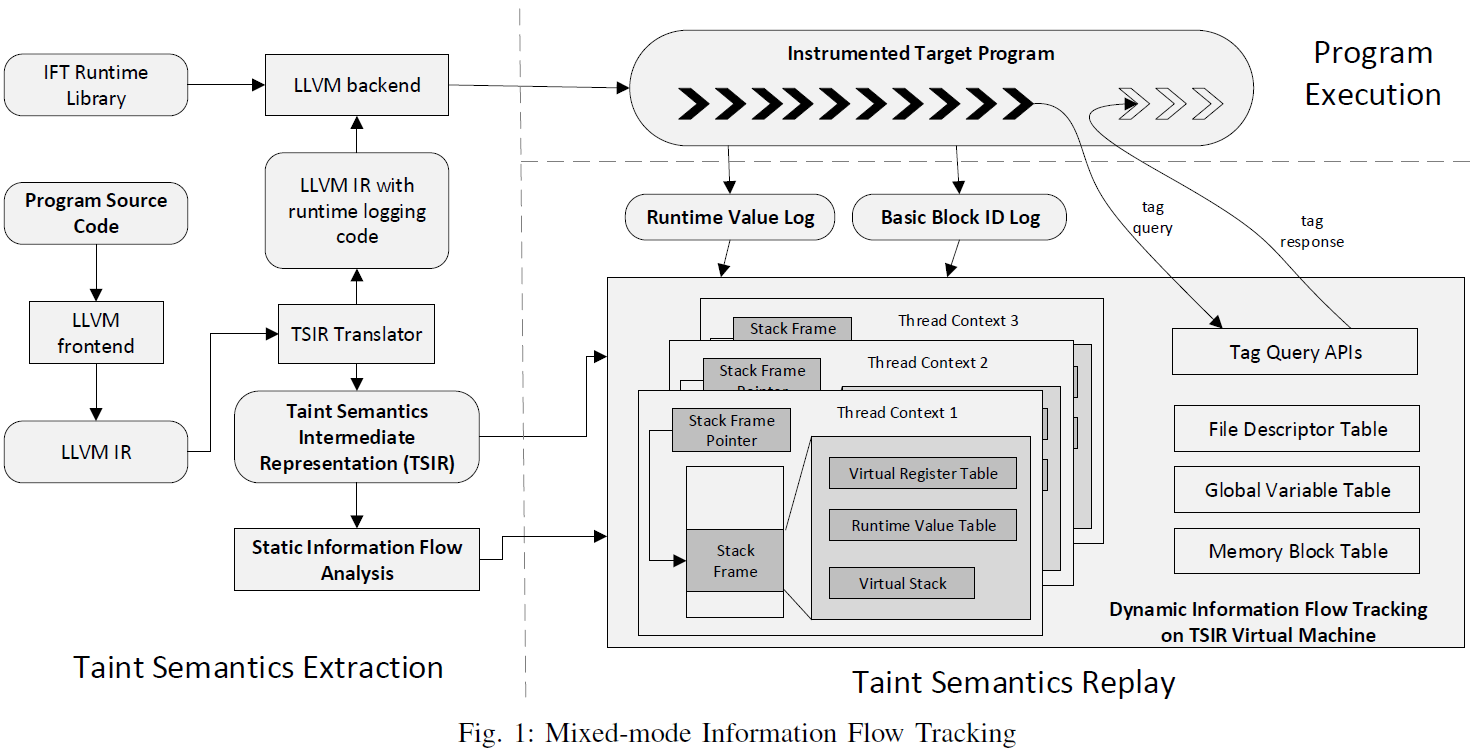 IFT Runtime
Library
LLVM backend
LLVM IR with
runtime logging
code
Program Source
Code
LLVM
frontend
TSIR Translator
LLVM IR
Taint Semantics
Intermediate
Representation (TSIR)
Static Information Flow
Analysis
Taint Semantics Extraction
Instrumented Target Program
Program
Execution
Runtime Value Log
Basic Block ID Log
tag
query
tag
response
Thread Context 3
Stack Frame
Thread Context 2
Stack Frame
Pointer
Thread Context 1
Stack Frame
Pointer
Stack
Frame
Virtual Register Table
Runtime Value Table
Virtual Stack
Tag Query APIs
File Descriptor Table
Global Variable Table
Memory Block Table
Dynamic Information Flow Tracking
on TSIR Virtual Machine
Taint Semantics Replay
Fig. 1: Mixed-mode Information Flow Tracking